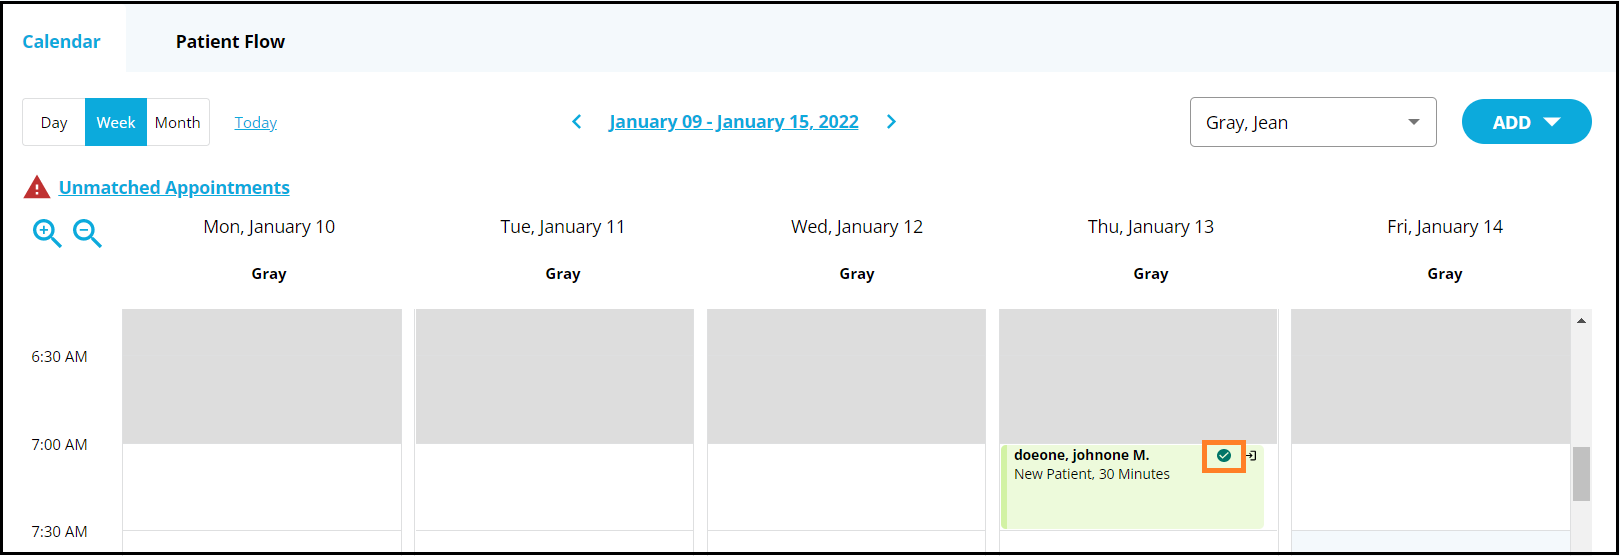 Calendar Patient Flow
Day Week Month Today January 09 - January 15, 2022 Gray, Jean ADD
Unmatched Appointments
Mon, January 10 Tue, January 11 Wed, January 12 Thu, January 13 Fri, January 14
Gray Gray Gray Gray Gray
6:30 AM
7:00 AM
doeone, johnone M.
New Patient, 30 Minutes
7:30 AM